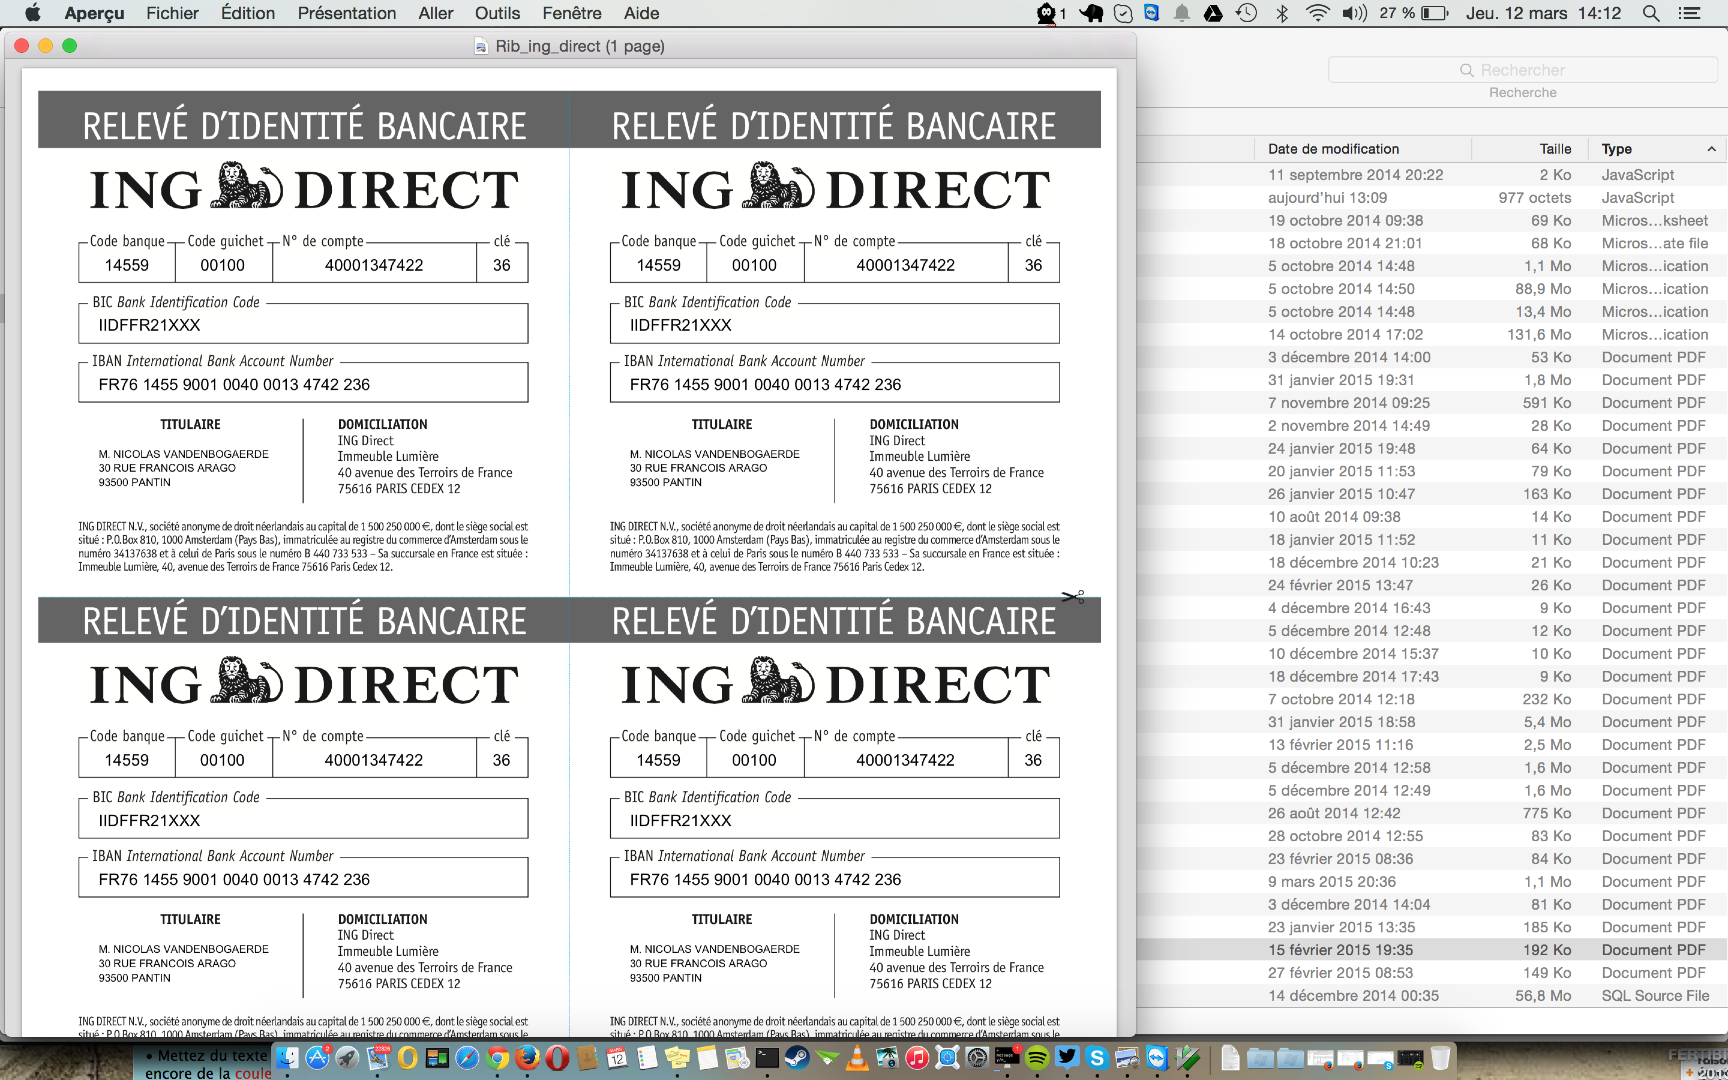 Aperçu Fichier Édition Présentation Aller Outils Fenêtre Aide
1 27 % Jeu. 12 mars 14:12
Rib_ing_direct (1 page)
RELEVÉ D'IDENTITÉ BANCAIRE
ING DIRECT
Code banque Code guichet N° de compte clé
14559 00100 40001347422 36
BIC Bank Identification Code
IIDFFR21XXX
IBAN International Bank Account Number
FR76 1455 9001 0040 0013 4742 236
TITULAIRE
M. NICOLAS VANDENBOGAERDE
30 RUE FRANCOIS ARAGO
93500 PANTIN
DOMICILIATION
ING Direct
Immeuble Lumière
40 avenue des Terroirs de France
75616 PARIS CEDEX 12
ING DIRECT N.V., société anonyme de droit néerlandais au capital de 1 500 250 000 €, dont le siège social est
situé : P.O.Box 810, 1000 Amsterdam (Pays Bas), immatriculée au registre du commerce d'Amsterdam sous le
numéro 34137638 et à celui de Paris sous le numéro B 440 733 533 – Sa succursale en France est située :
Immeuble Lumière, 40, avenue des Terroirs de France 75616 Paris Cedex 12.
RELEVÉ D'IDENTITÉ BANCAIRE
ING DIRECT
Code banque Code guichet N° de compte clé
14559 00100 40001347422 36
BIC Bank Identification Code
IIDFFR21XXX
IBAN International Bank Account Number
FR76 1455 9001 0040 0013 4742 236
TITULAIRE
M. NICOLAS VANDENBOGAERDE
30 RUE FRANCOIS ARAGO
93500 PANTIN
DOMICILIATION
ING Direct
Immeuble Lumière
40 avenue des Terroirs de France
75616 PARIS CEDEX 12
ING DIRECT N.V., société anonyme de droit néerlandais au capital de 1 500 250 000 €, dont le siège social est
situé : P.O.Box 810, 1000 Amsterdam (Pays Bas), immatriculée au registre du commerce d'Amsterdam sous le
numéro 34137638 et à celui de Paris sous le numéro B 440 733 533 – Sa succursale en France est située :
Immeuble Lumière, 40, avenue des Terroirs de France 75616 Paris Cedex 12.
RELEVÉ D'IDENTITÉ BANCAIRE
ING DIRECT
Code banque Code guichet N° de compte clé
14559 00100 40001347422 36
BIC Bank Identification Code
IIDFFR21XXX
IBAN International Bank Account Number
FR76 1455 9001 0040 0013 4742 236
TITULAIRE
M. NICOLAS VANDENBOGAERDE
30 RUE FRANCOIS ARAGO
93500 PANTIN
DOMICILIATION
ING Direct
Immeuble Lumière
40 avenue des Terroirs de France
75616 PARIS CEDEX 12
ING DIRECT N.V., société anonyme de droit néerlandais au capital de 1 500 250 000 €, dont le siège social est
situé : P.O.Box 810, 1000 Amsterdam (Pays Bas), immatriculée au registre du commerce d'Amsterdam sous le
RELEVÉ D'IDENTITÉ BANCAIRE
ING DIRECT
Code banque Code guichet N° de compte clé
14559 00100 40001347422 36
BIC Bank Identification Code
IIDFFR21XXX
IBAN International Bank Account Number
FR76 1455 9001 0040 0013 4742 236
TITULAIRE
M. NICOLAS VANDENBOGAERDE
30 RUE FRANCOIS ARAGO
93500 PANTIN
DOMICILIATION
ING Direct
Immeuble Lumière
40 avenue des Terroirs de France
75616 PARIS CEDEX 12
ING DIRECT N.V., société anonyme de droit néerlandais au capital de 1 500 250 000 €, dont le siège social est
situé : P.O.Box 810, 1000 Amsterdam (Pays Bas), immatriculée au registre du commerce d'Amsterdam sous le
Rechercher
Recherche
Date de modification Taille Type
11 septembre 2014 20:22 2 Ko JavaScript
aujourd'hui 13:09 977 octets JavaScript
19 octobre 2014 09:38 69 Ko Micros...ksheet
18 octobre 2014 21:01 68 Ko Micros...ate file
5 octobre 2014 14:48 1,1 Mo Micros...ication
5 octobre 2014 14:50 88,9 Mo Micros...ication
5 octobre 2014 14:48 13,4 Mo Micros...ication
14 octobre 2014 17:02 131,6 Mo Micros...ication
3 décembre 2014 14:00 53 Ko Document PDF
31 janvier 2015 19:31 1,8 Mo Document PDF
7 novembre 2014 09:25 591 Ko Document PDF
2 novembre 2014 14:49 28 Ko Document PDF
24 janvier 2015 19:48 64 Ko Document PDF
20 janvier 2015 11:53 79 Ko Document PDF
26 janvier 2015 10:47 163 Ko Document PDF
10 août 2014 09:38 14 Ko Document PDF
18 janvier 2015 11:52 11 Ko Document PDF
18 décembre 2014 10:23 21 Ko Document PDF
24 février 2015 13:47 26 Ko Document PDF
4 décembre 2014 16:43 9 Ko Document PDF
5 décembre 2014 12:48 12 Ko Document PDF
10 décembre 2014 15:37 10 Ko Document PDF
18 décembre 2014 17:43 9 Ko Document PDF
7 octobre 2014 12:18 232 Ko Document PDF
31 janvier 2015 18:58 5,4 Mo Document PDF
13 février 2015 11:16 2,5 Mo Document PDF
5 décembre 2014 12:58 1,6 Mo Document PDF
5 décembre 2014 12:49 1,6 Mo Document PDF
26 août 2014 12:42 775 Ko Document PDF
28 octobre 2014 12:55 83 Ko Document PDF
23 février 2015 08:36 84 Ko Document PDF
9 mars 2015 20:36 1,1 Mo Document PDF
3 décembre 2014 14:04 81 Ko Document PDF
23 janvier 2015 13:35 185 Ko Document PDF
15 février 2015 19:35 192 Ko Document PDF
27 février 2015 08:53 149 Ko Document PDF
14 décembre 2014 00:35 56,8 Mo SQL Source File
• Mettez du texte
encore de la coule